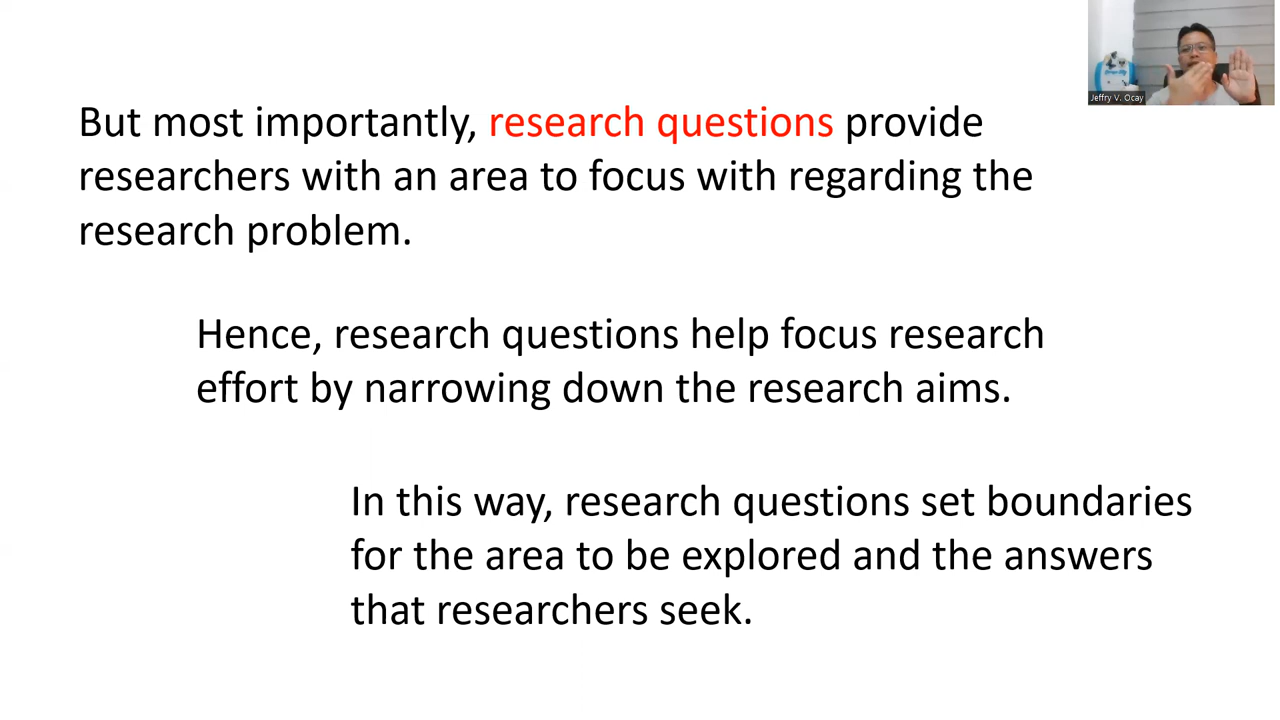 Jeffry V. Ocay
But most importantly, research questions provide
researchers with an area to focus with regarding the
research problem.
Hence, research questions help focus research
effort by narrowing down the research aims.
In this way, research questions set boundaries
for the area to be explored and the answers
that researchers seek.